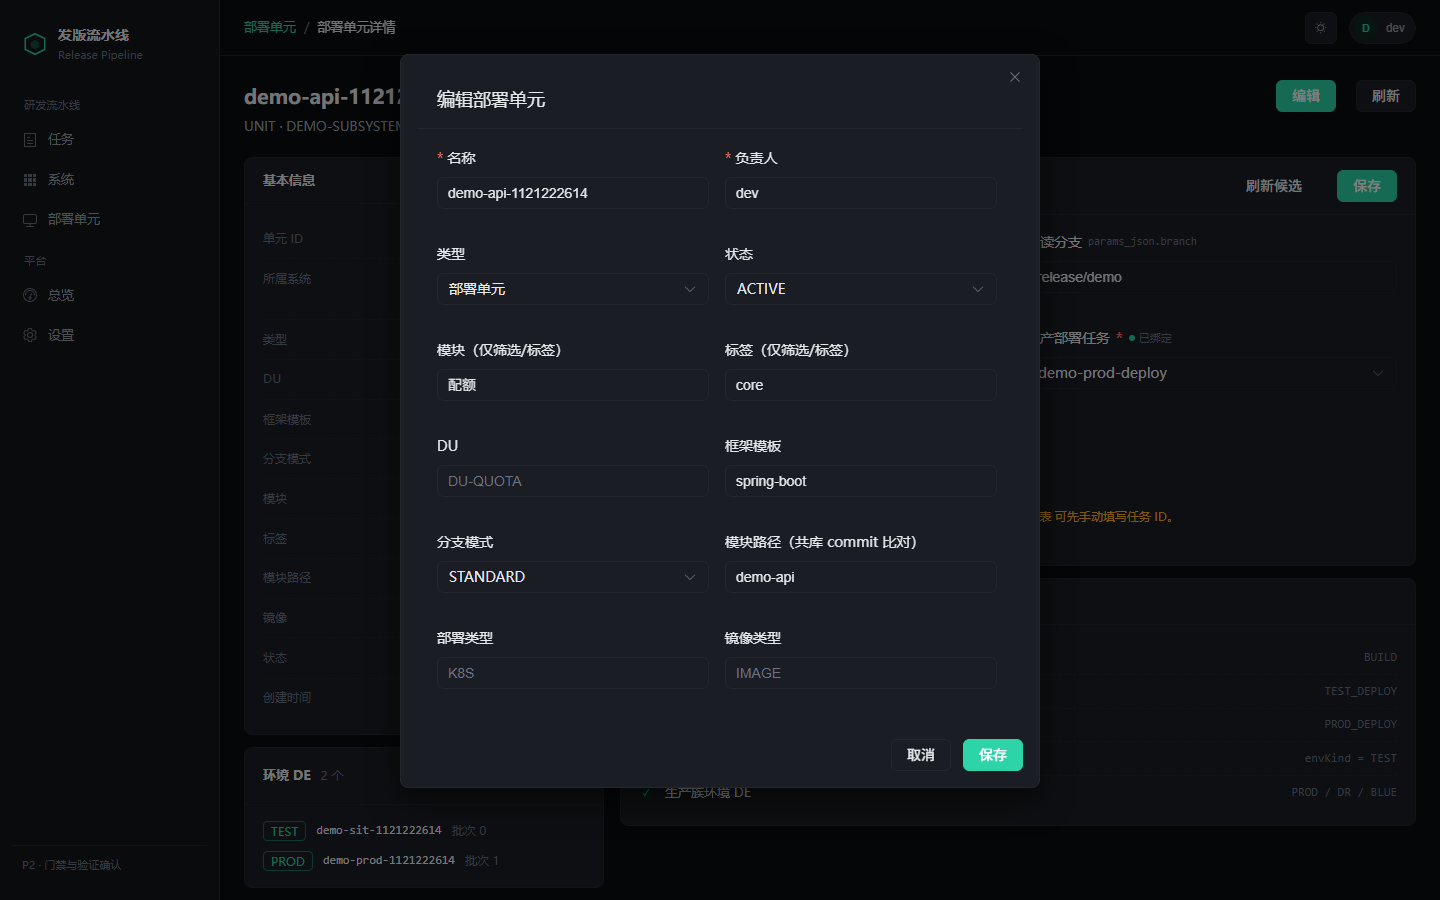 发版流水线
Release Pipeline
研发流水线
任务
系统
部署单元
平台
总览
设置
P2 · 门禁与验证确认
部署单元 / 部署单元详情
D dev
demo-api-11212
UNIT · DEMO-SUBSYSTEM
编辑
刷新
基本信息
单元 ID
所属系统
类型
DU
框架模板
分支模式
模块
标签
模块路径
镜像
状态
创建时间
环境 DE 2 个
TEST demo-sit-1121222614 批次 0
PROD demo-prod-1121222614 批次 1
编辑部署单元
* 名称
demo-api-1121222614
* 负责人
dev
类型
部署单元
状态
ACTIVE
模块（仅筛选/标签）
配额
标签（仅筛选/标签）
core
DU
DU-QUOTA
框架模板
spring-boot
分支模式
STANDARD
模块路径（共库 commit 比对）
demo-api
部署类型
K8S
镜像类型
IMAGE
取消
保存
刷新候选
保存
读分支 params_json.branch
release/demo
产部署任务 * 已绑定
demo-prod-deploy
表 可先手动填写任务 ID。
BUILD
TEST_DEPLOY
PROD_DEPLOY
envKind = TEST
✓ 生产族环境 DE
PROD / DR / BLUE